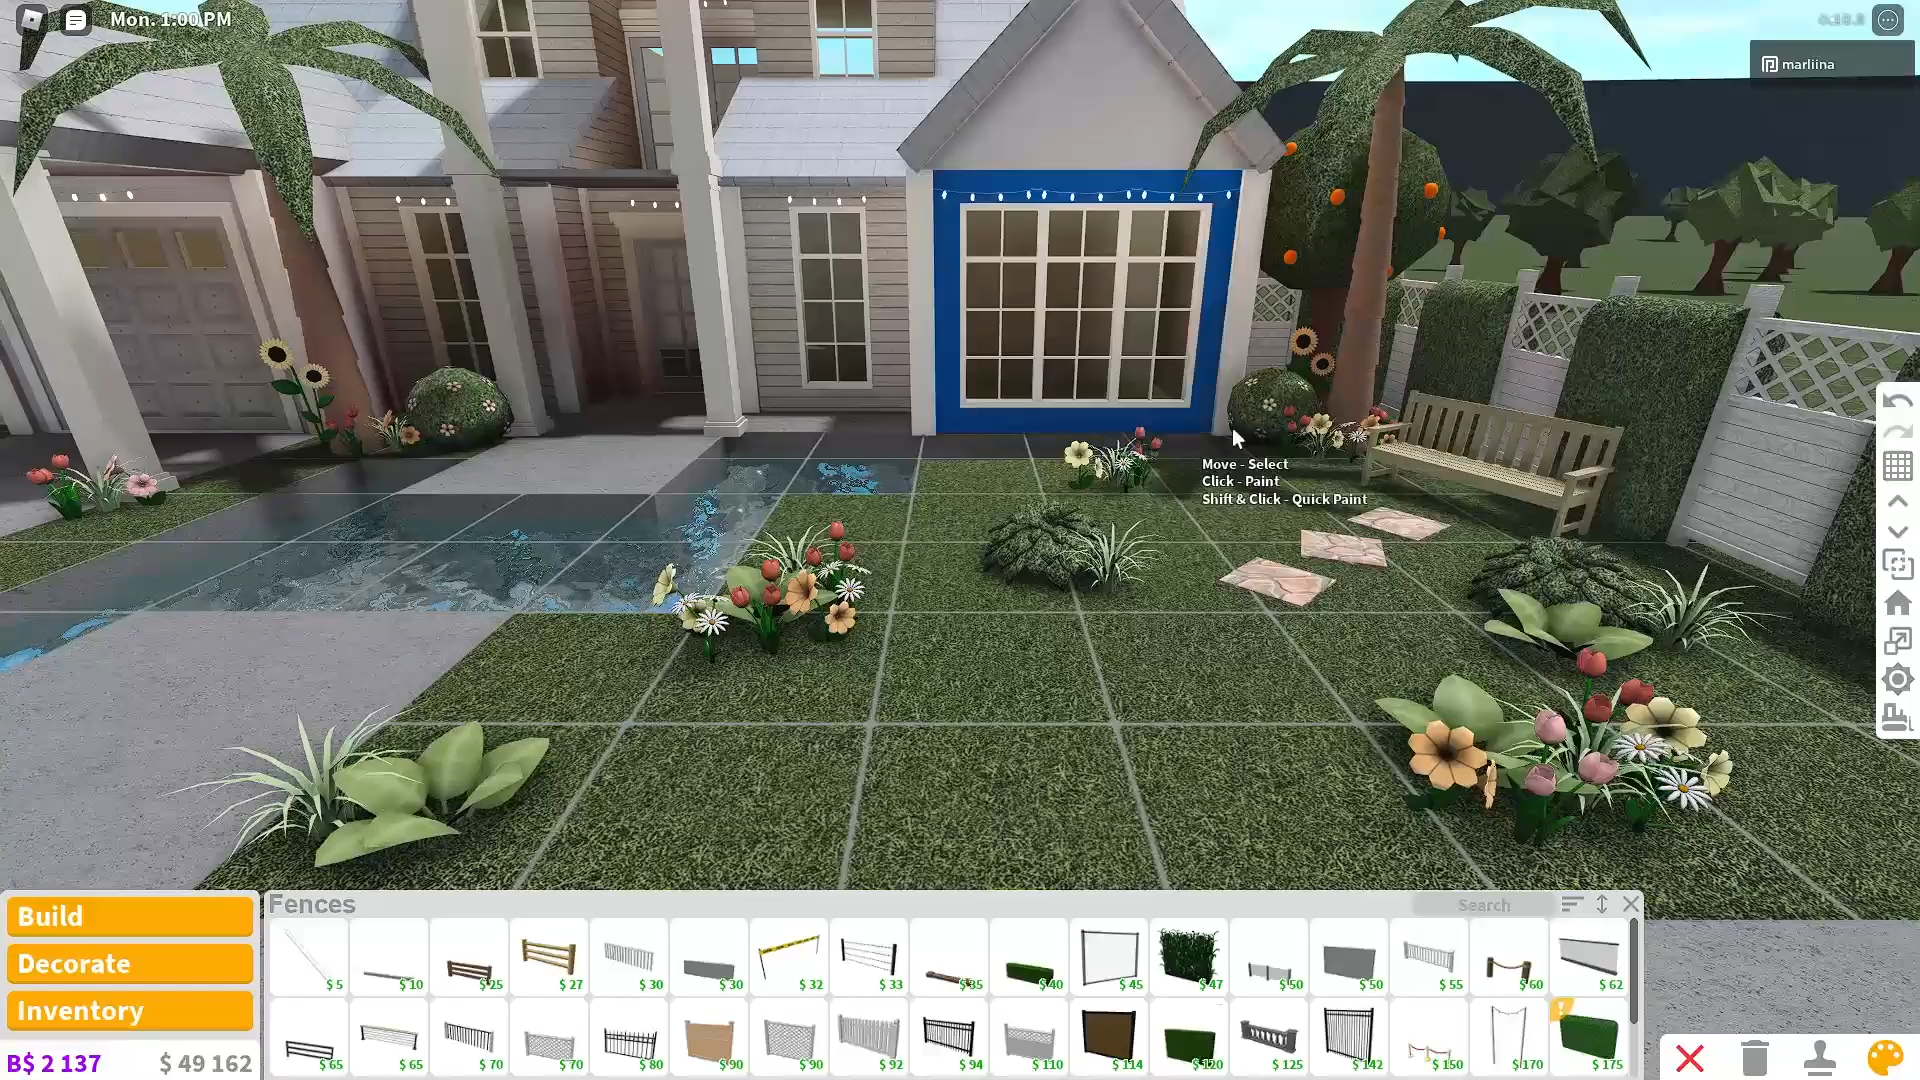 Mon. 1:00 PM
marliina
Move - Select
Click - Paint
Shift & Click - Quick Paint
Build
Decorate
Inventory
B$ 2 137
$ 49 162
Fences
Search
$ 5
$ 10
$ 25
$ 27
$ 30
$ 30
$ 32
$ 33
$ 35
$ 40
$ 45
$ 47
$ 50
$ 50
$ 55
$ 60
$ 62
$ 65
$ 65
$ 70
$ 70
$ 80
$ 90
$ 90
$ 92
$ 94
$ 110
$ 114
$ 120
$ 125
$ 142
$ 150
$ 170
$ 175